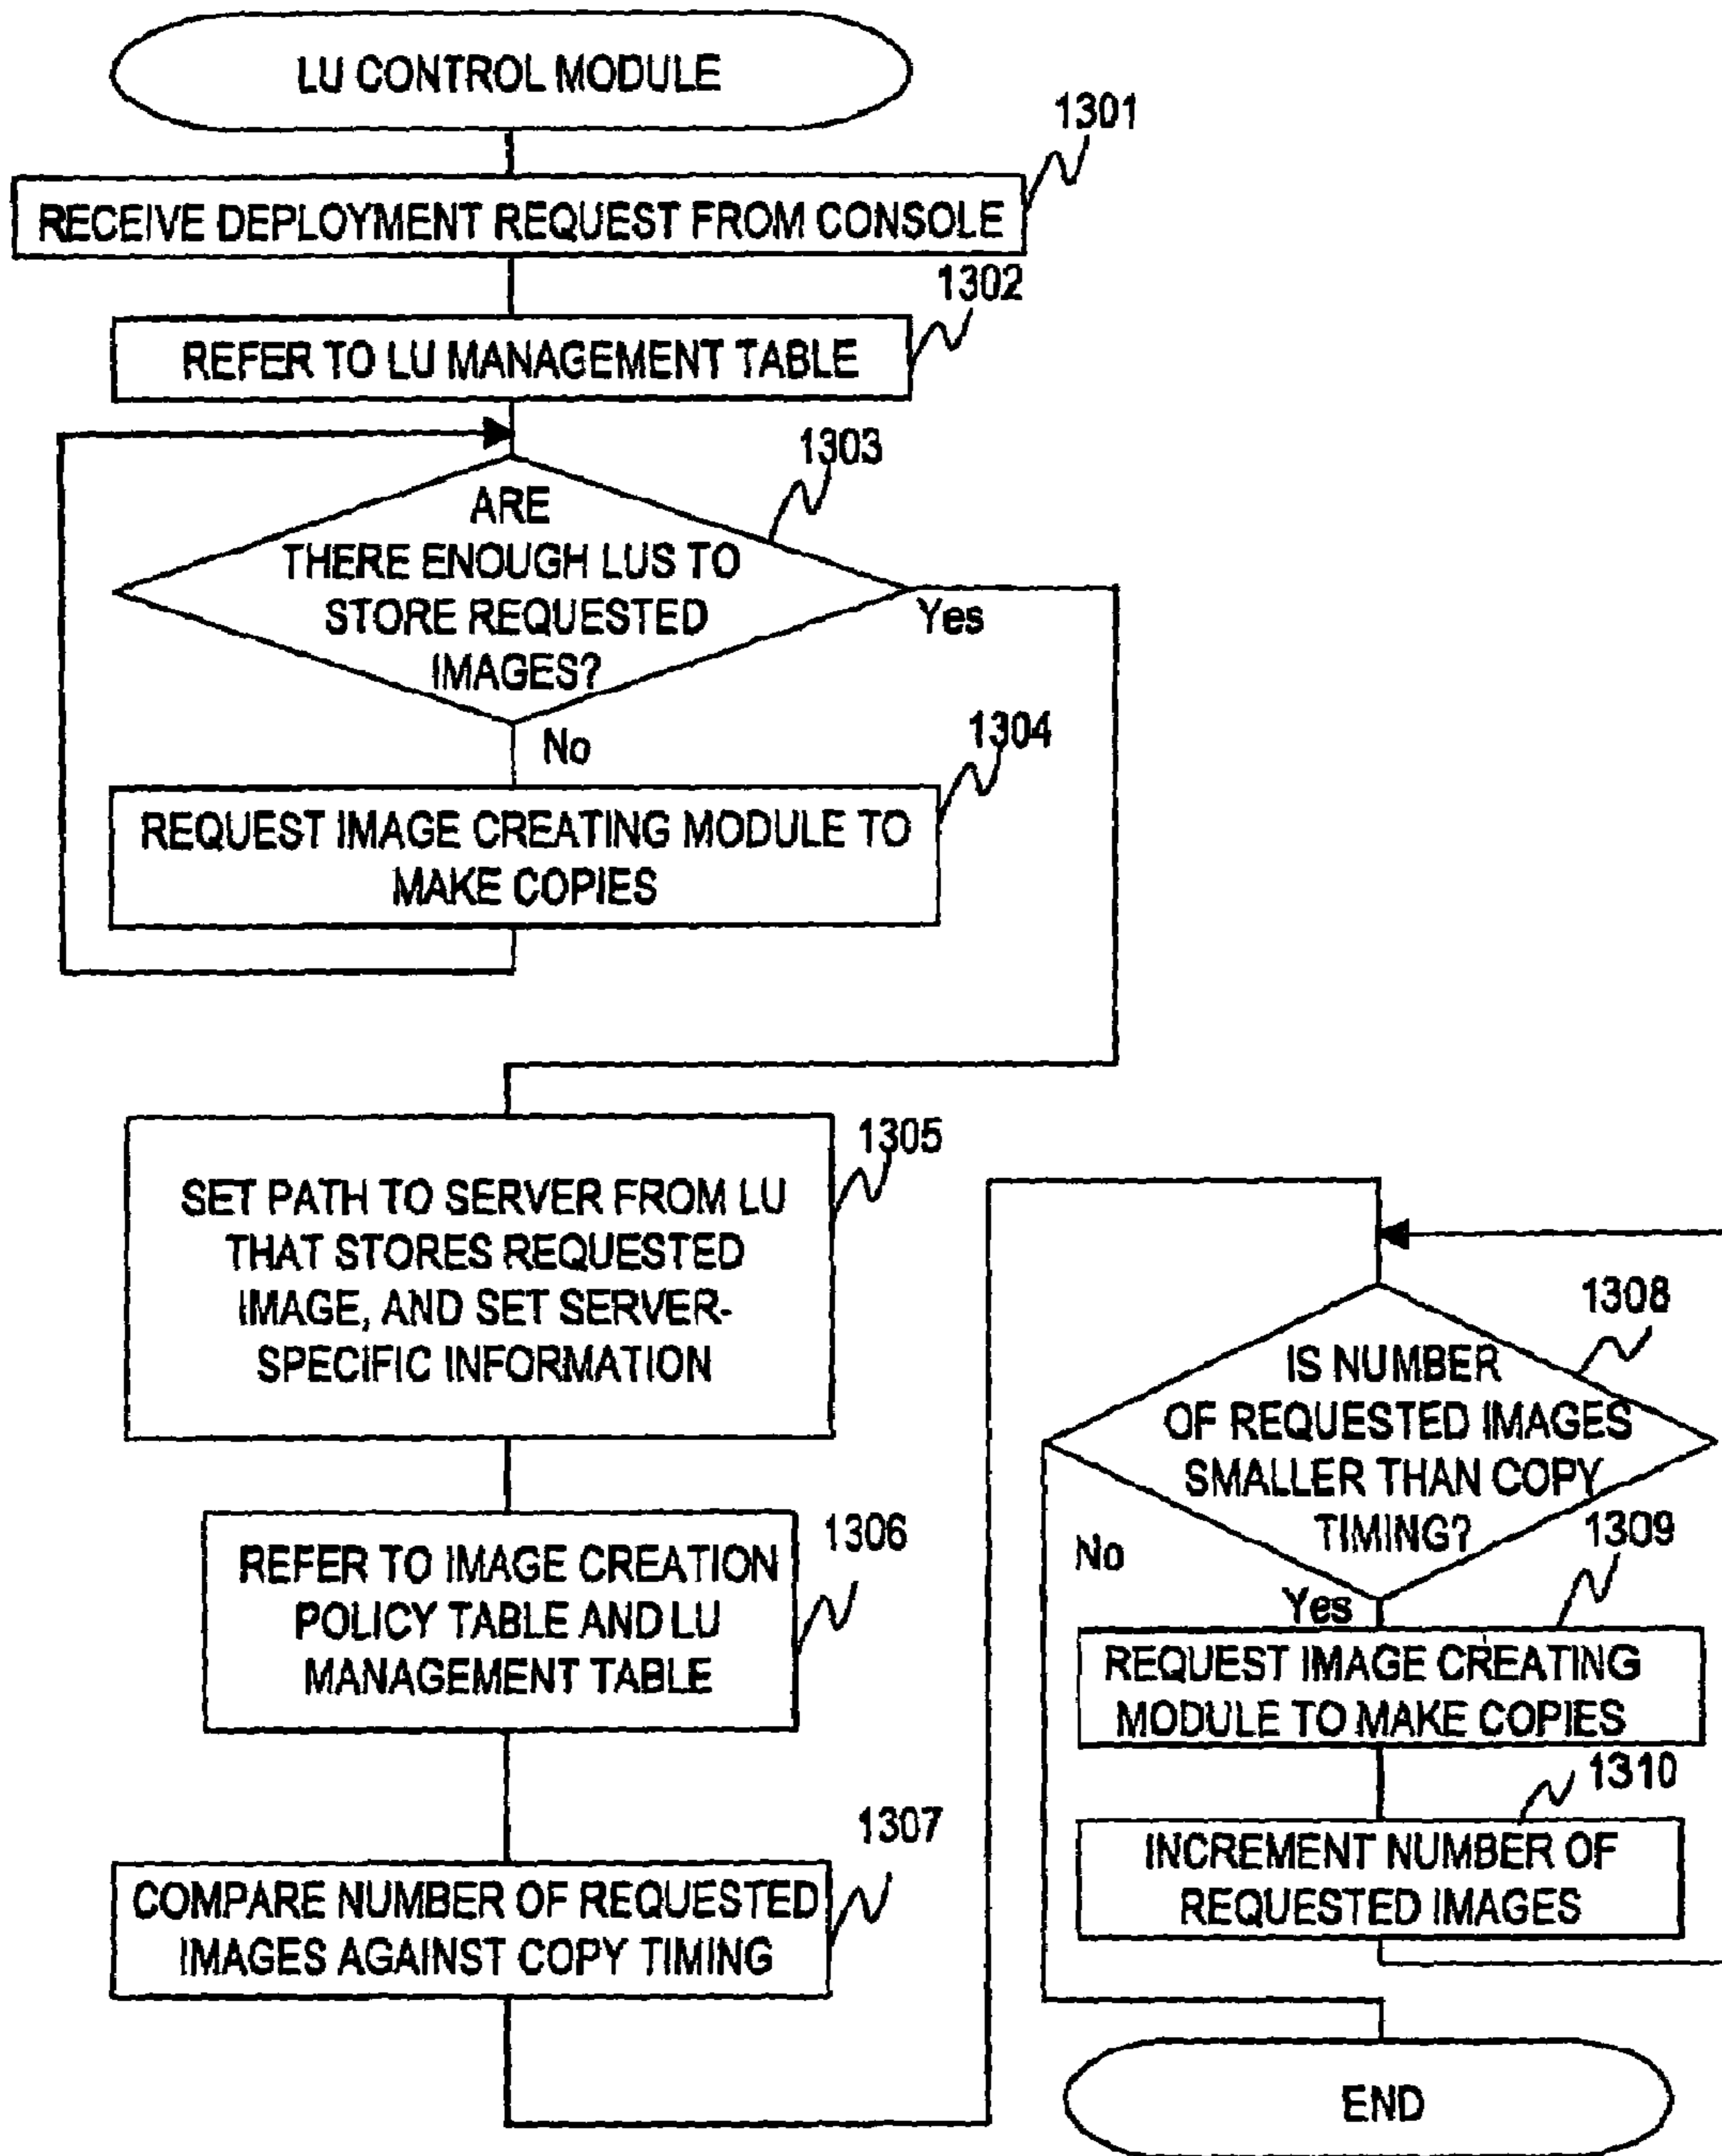 LU CONTROL MODULE
1301
RECEIVE DEPLOYMENT REQUEST FROM CONSOLE
1302
REFER TO LU MANAGEMENT TABLE
1303
ARE
THERE ENOUGH LUS TO
STORE REQUESTED
IMAGES?
Yes
No
1304
REQUEST IMAGE CREATING MODULE TO
MAKE COPIES
1305
SET PATH TO SERVER FROM LU
THAT STORES REQUESTED
IMAGE, AND SET SERVER-
SPECIFIC INFORMATION
1306
REFER TO IMAGE CREATION
POLICY TABLE AND LU
MANAGEMENT TABLE
1307
COMPARE NUMBER OF REQUESTED
IMAGES AGAINST COPY TIMING
1308
IS NUMBER
OF REQUESTED IMAGES
SMALLER THAN COPY
TIMING?
No
Yes
1309
REQUEST IMAGE CREATING
MODULE TO MAKE COPIES
1310
INCREMENT NUMBER OF
REQUESTED IMAGES
END